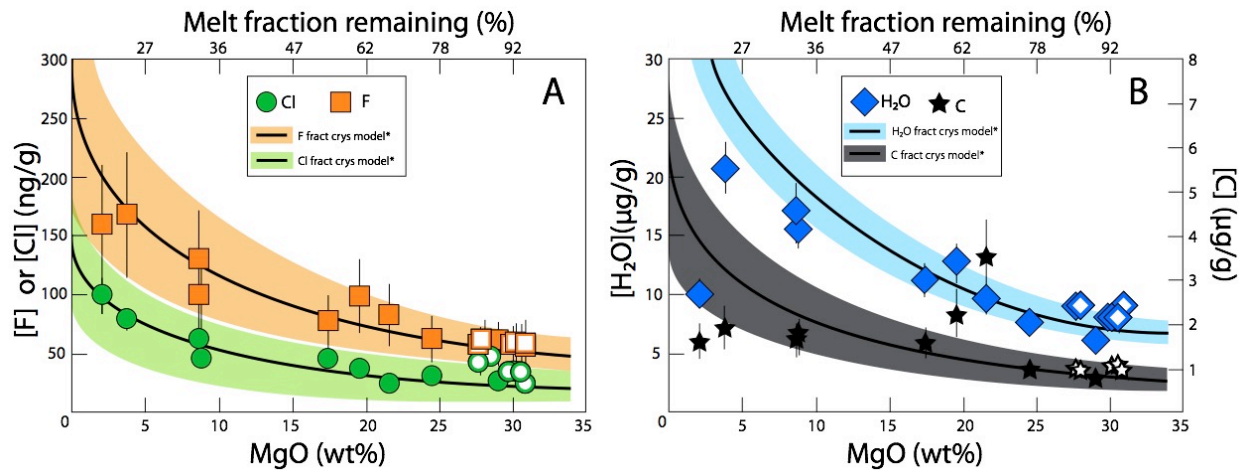 Melt fraction remaining (%)
27 36 47 62 78 92
300
250
200
150
100
50
0
[F] or [Cl] (ng/g)
A
Cl F
F fract crys model*
Cl fract crys model*
0 5 10 15 20 25 30 35
MgO (wt%)
Melt fraction remaining (%)
27 36 47 62 78 92
30
25
20
15
10
5
0
[H₂O](µg/g)
B
H₂O C
H₂O fract crys model*
C fract crys model*
8
7
6
5
4
3
2
1
[C] (µg/g)
5 10 15 20 25 30 35
MgO (wt%)